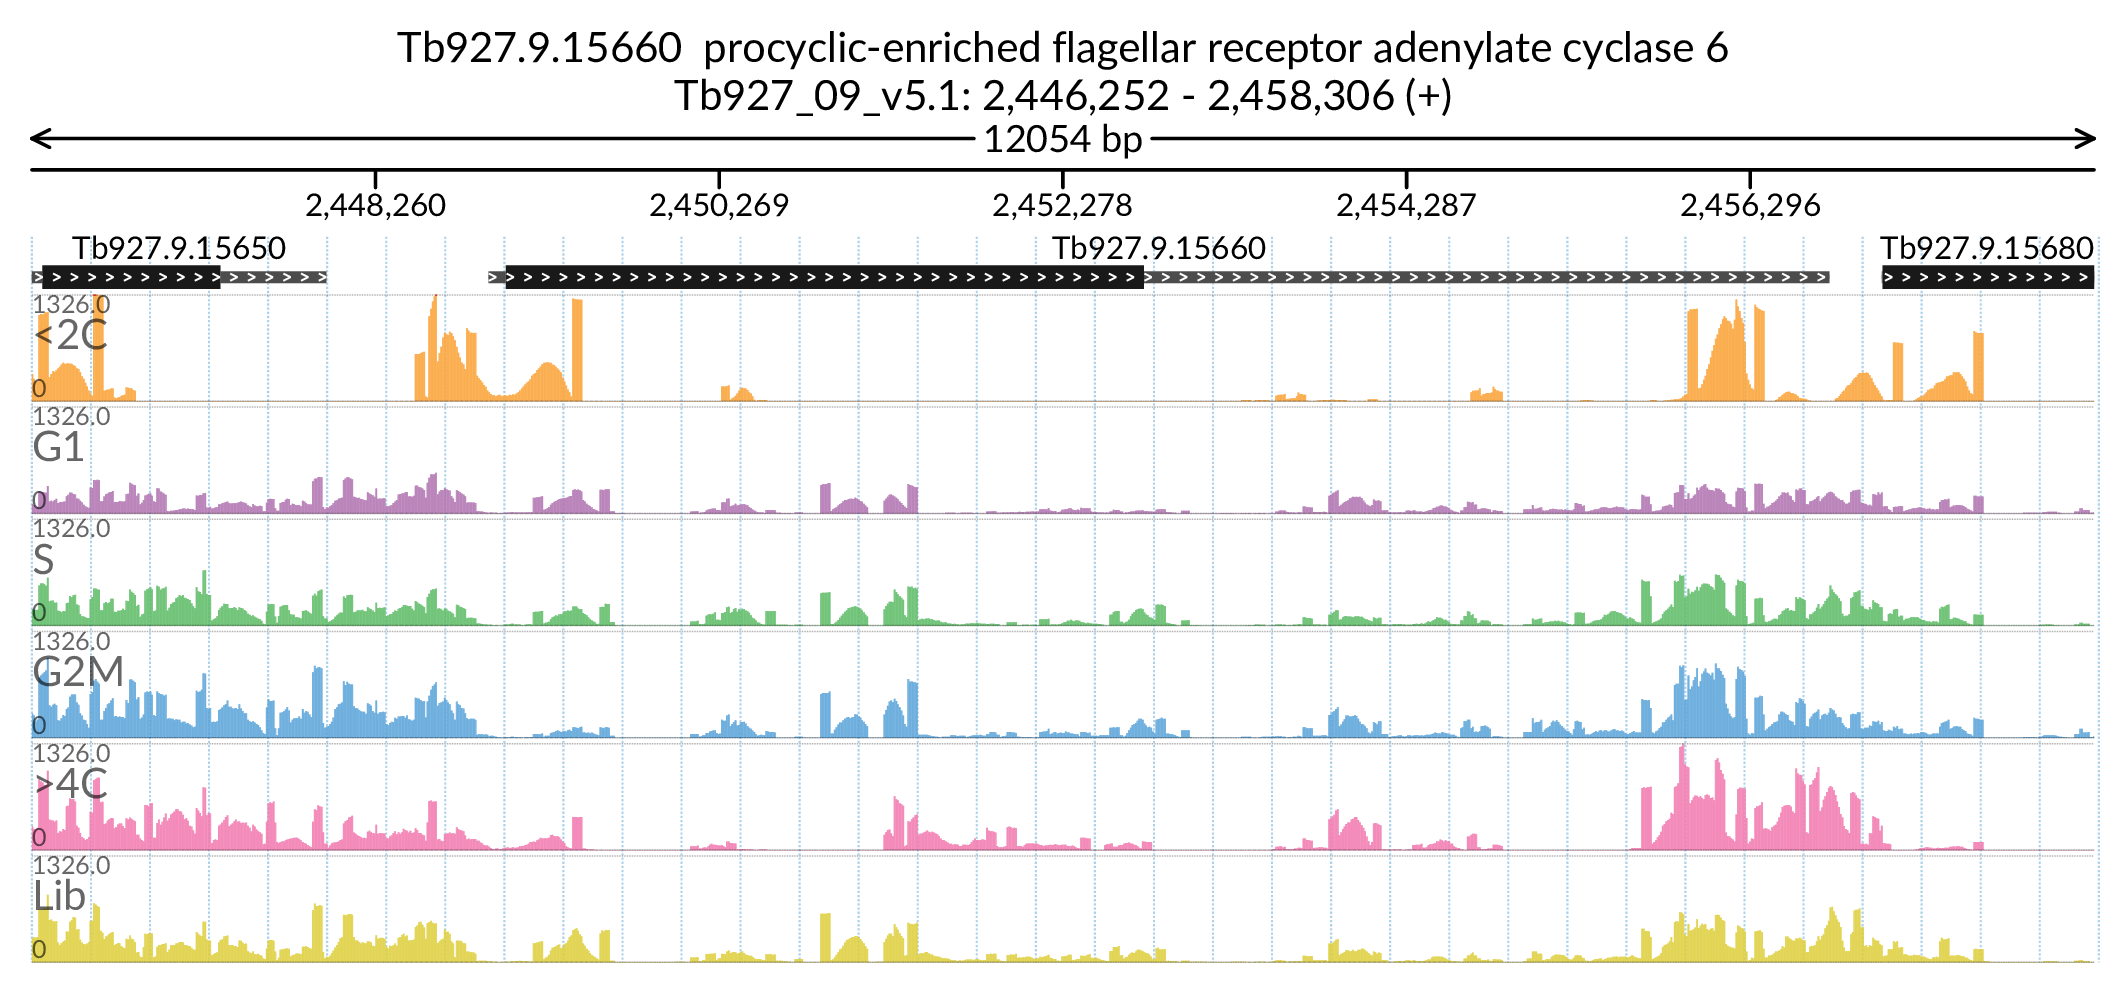 Tb927.9.15660  procyclic-enriched flagellar receptor adenylate cyclase 6
Tb927_09_v5.1: 2,446,252 - 2,458,306 (+)
12054 bp
2,448,260 2,450,269 2,452,278 2,454,287 2,456,296
Tb927.9.15650 Tb927.9.15660 Tb927.9.15680
1326.0
<2C
0
1326.0
G1
0
1326.0
S
0
1326.0
G2M
0
1326.0
>4C
0
1326.0
Lib
0